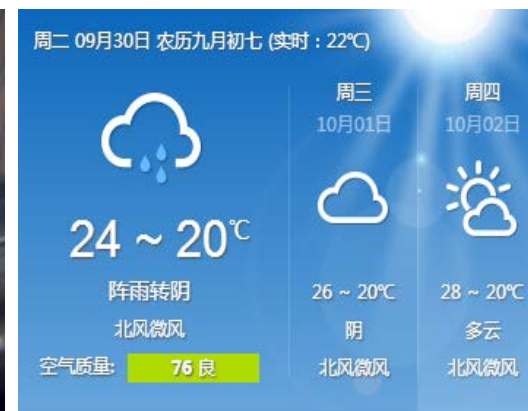 周二 09月30日 农历九月初七 (实时：22℃)
24 ~ 20℃
阵雨转阴
北风微风
空气质量: 76 良
周三
10月01日
26 ~ 20℃
阴
北风微风
周四
10月02日
28 ~ 20℃
多云
北风微风